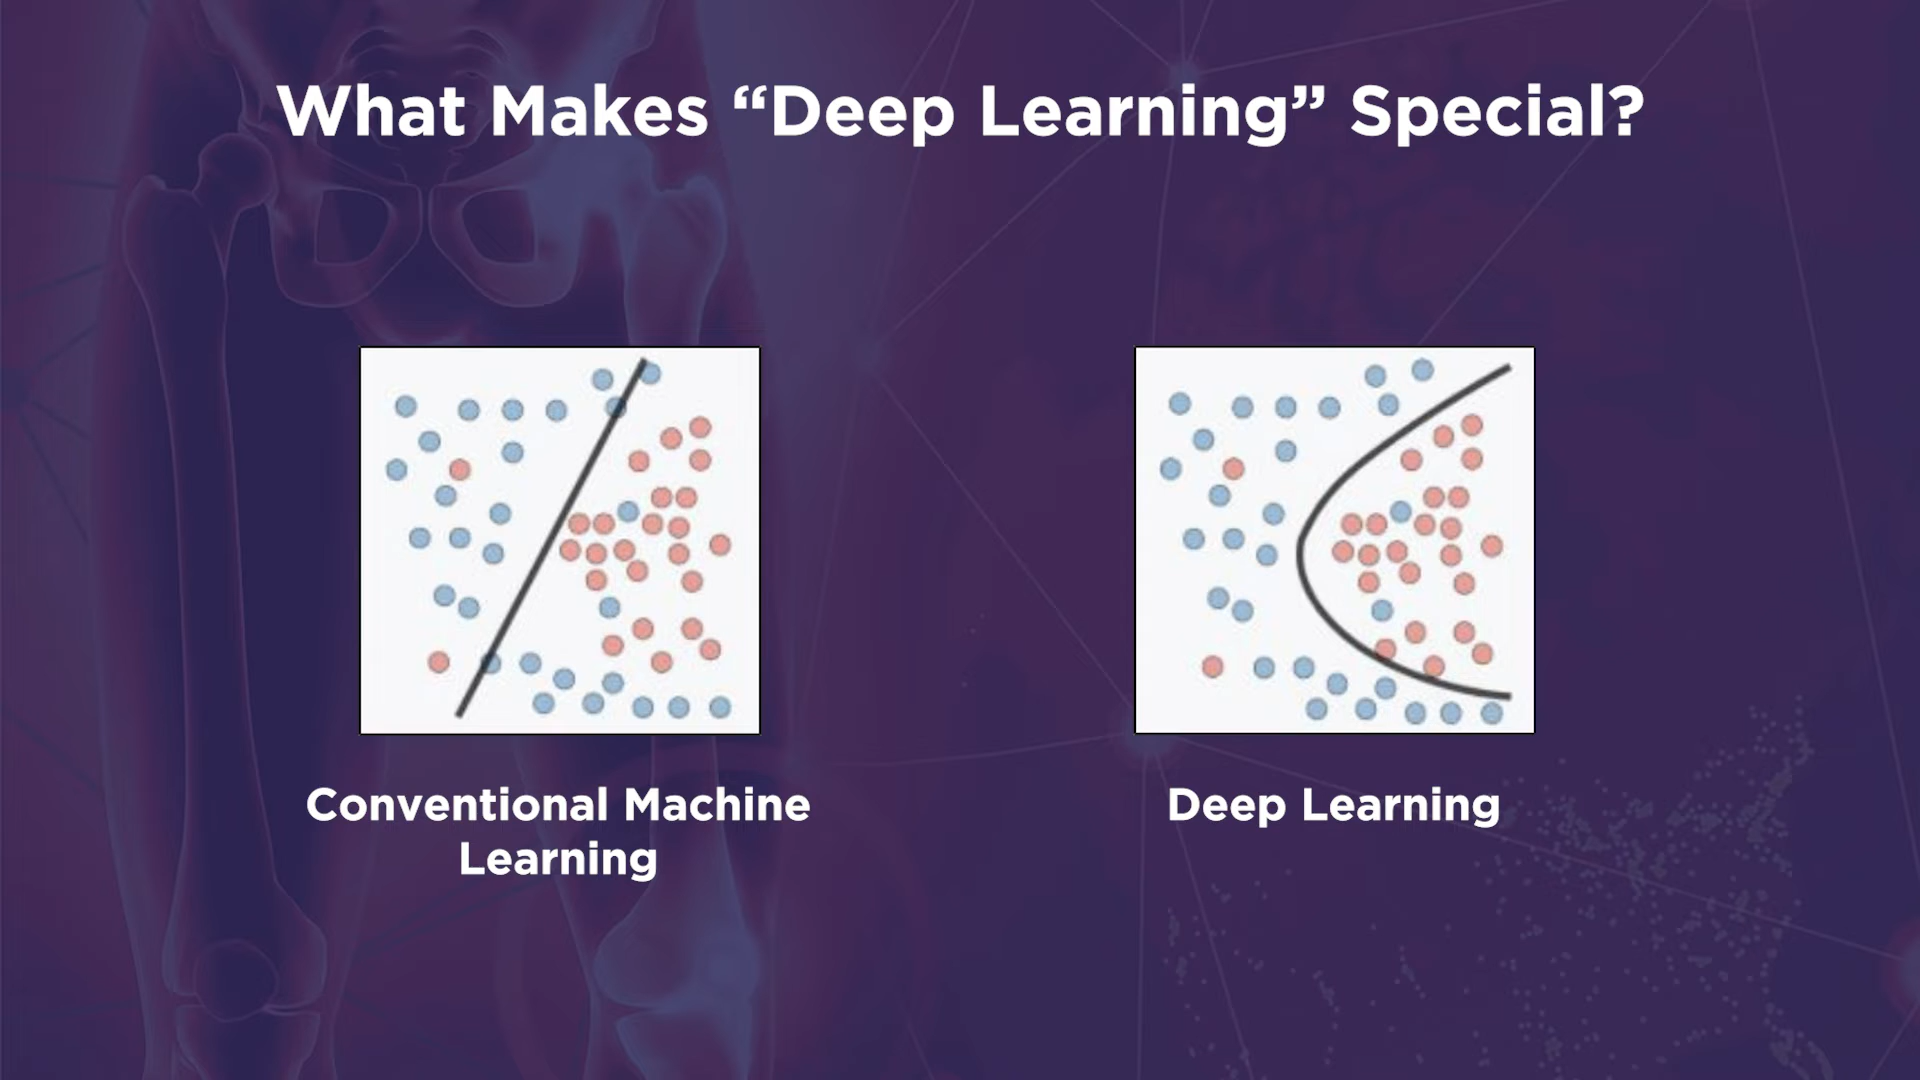 What Makes “Deep Learning” Special?
Conventional Machine
Learning
Deep Learning